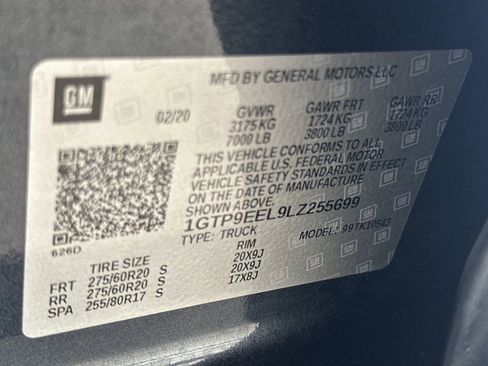 GM
MFD BY GENERAL MOTORS LLC
02/20 GVWR GAWR FRT GAWR RR
3175 KG 1724 KG 1724 KG
7000 LB 3800 LB 3800 LB
THIS VEHICLE CONFORMS TO ALL
APPLICABLE U.S. FEDERAL MOTOR
VEHICLE SAFETY STANDARDS IN EFFECT
ON THE DATE OF MANUFACTURE
SHOWN ABOVE.
1GTP9EEL9LZ255699
626D TYPE: TRUCK MODEL: 99TK10543
TIRE SIZE RIM
FRT 275/60R20 S 20X9J
RR 275/60R20 S 20X9J
SPA 255/80R17 S 17X8J